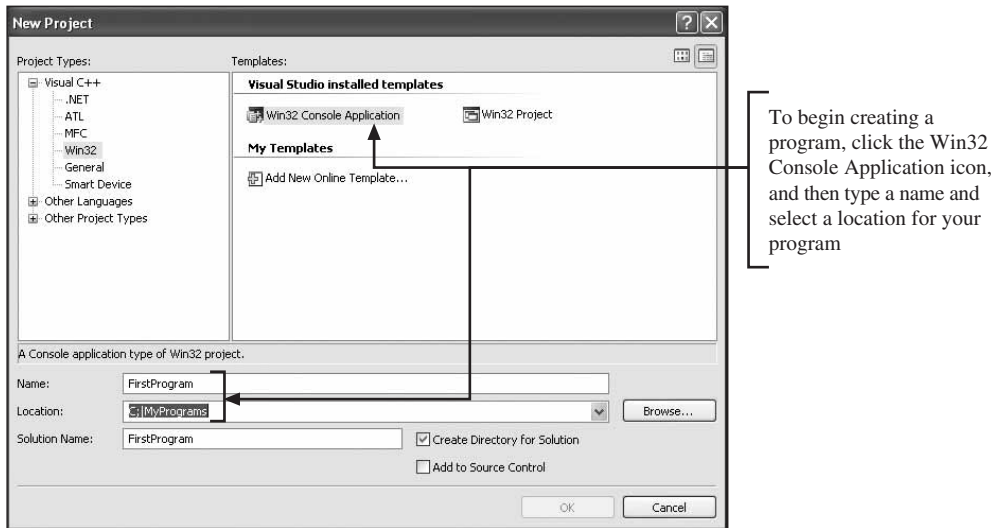 New Project
Project Types:
Visual C++
.NET
ATL
MFC
Win32
General
Smart Device
Other Languages
Other Project Types
Templates:
Visual Studio installed templates
Win32 Console Application
Win32 Project
My Templates
Add New Online Template...
A Console application type of Win32 project.
Name:
FirstProgram
Location:
C:|MyPrograms
Browse...
Solution Name:
FirstProgram
Create Directory for Solution
Add to Source Control
OK
Cancel
To begin creating a
program, click the Win32
Console Application icon,
and then type a name and
select a location for your
program